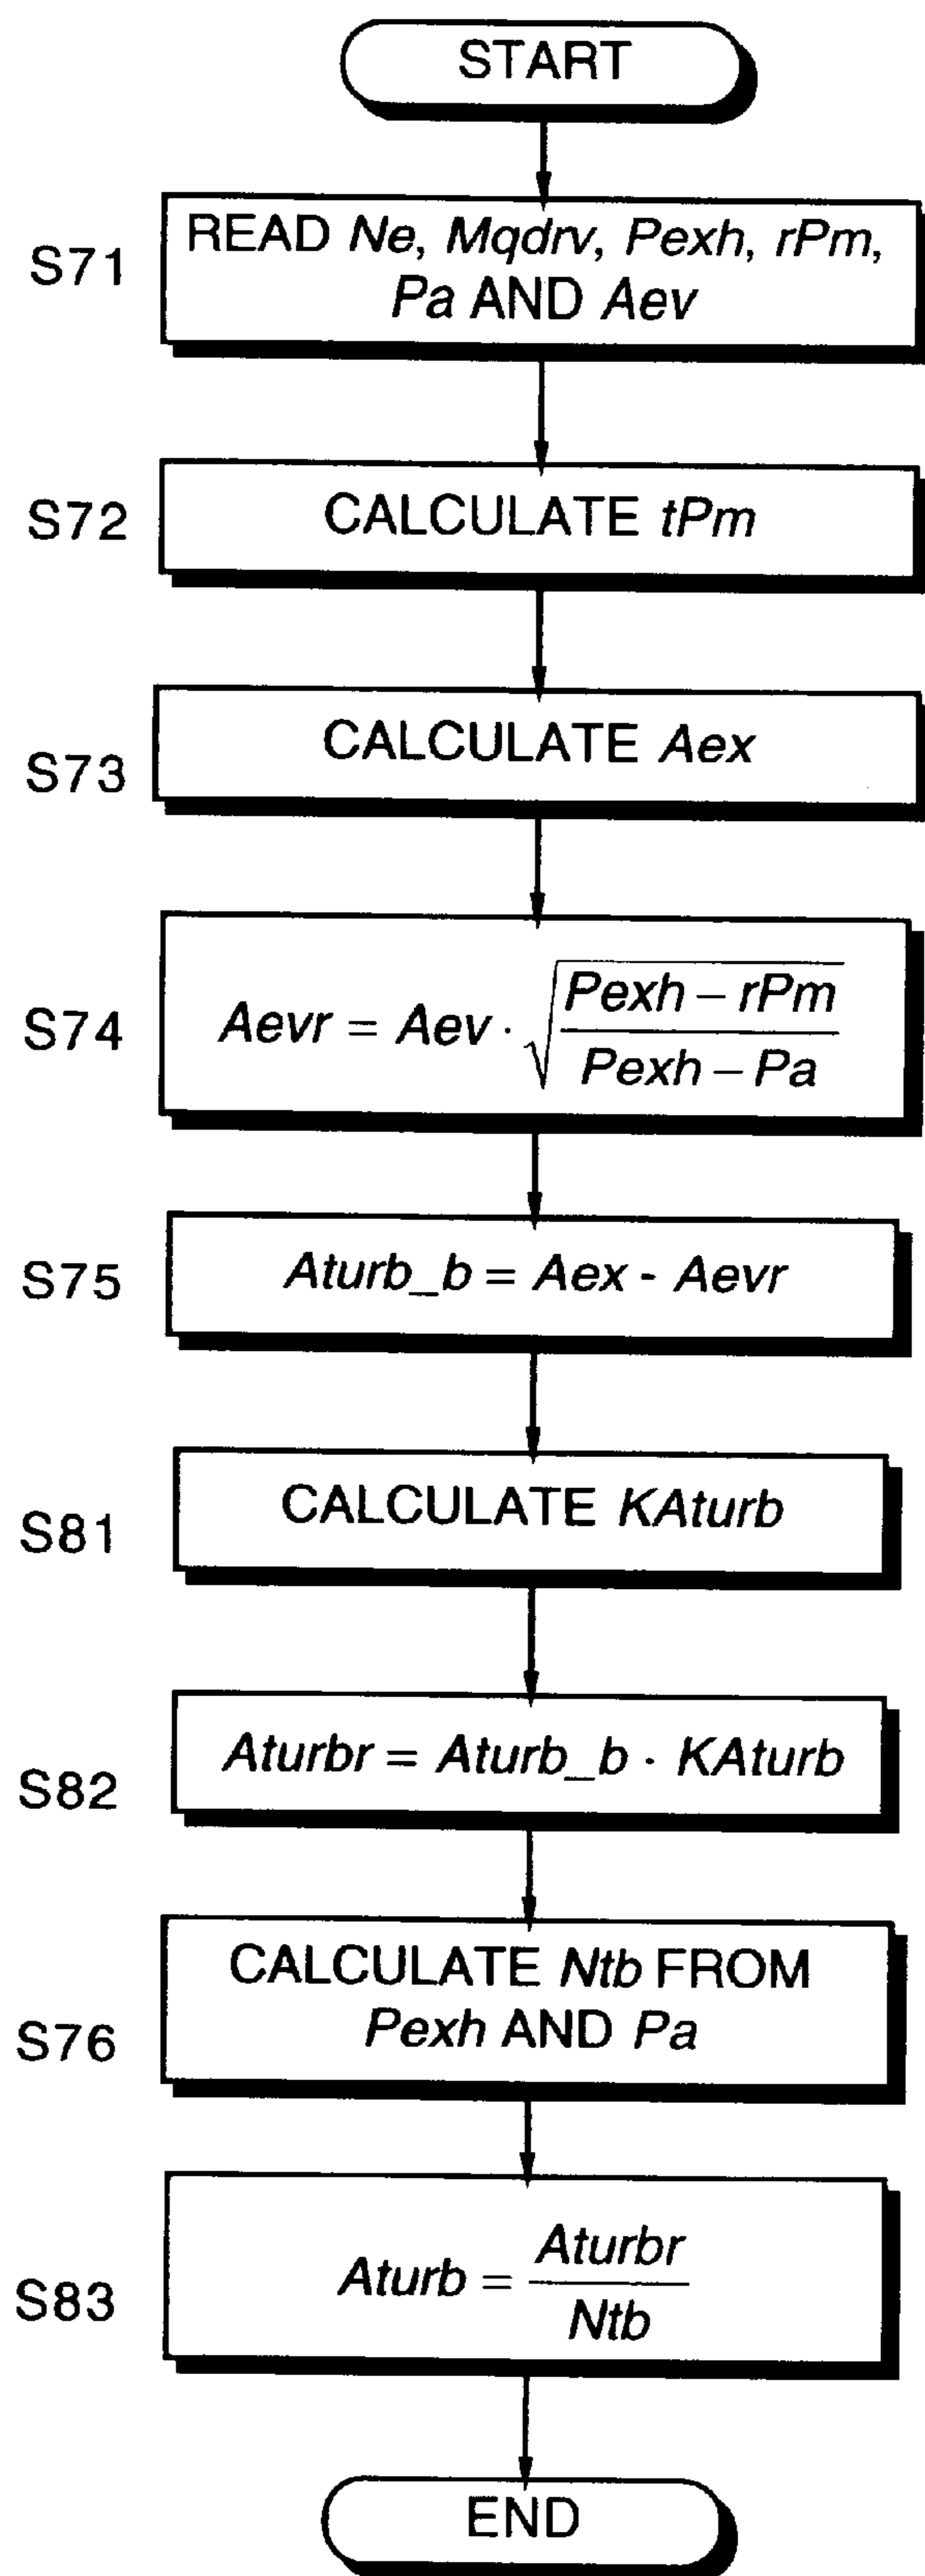 START
S71
READ Ne, Mqdrv, Pexh, rPm,
Pa AND Aev
S72
CALCULATE tPm
S73
CALCULATE Aex
S74
Aevr = Aev · √((Pexh – rPm) / (Pexh – Pa))
S75
Aturb_b = Aex - Aevr
S81
CALCULATE KAturb
S82
Aturbr = Aturb_b · KAturb
S76
CALCULATE Ntb FROM
Pexh AND Pa
S83
Aturb = Aturbr / Ntb
END